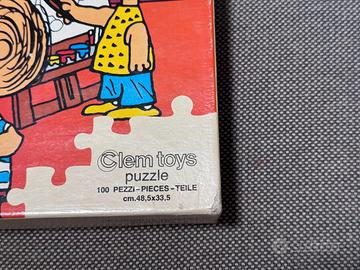 Clem toys
puzzle
100 PEZZI-PIECES-TEILE
cm.48,5x33,5